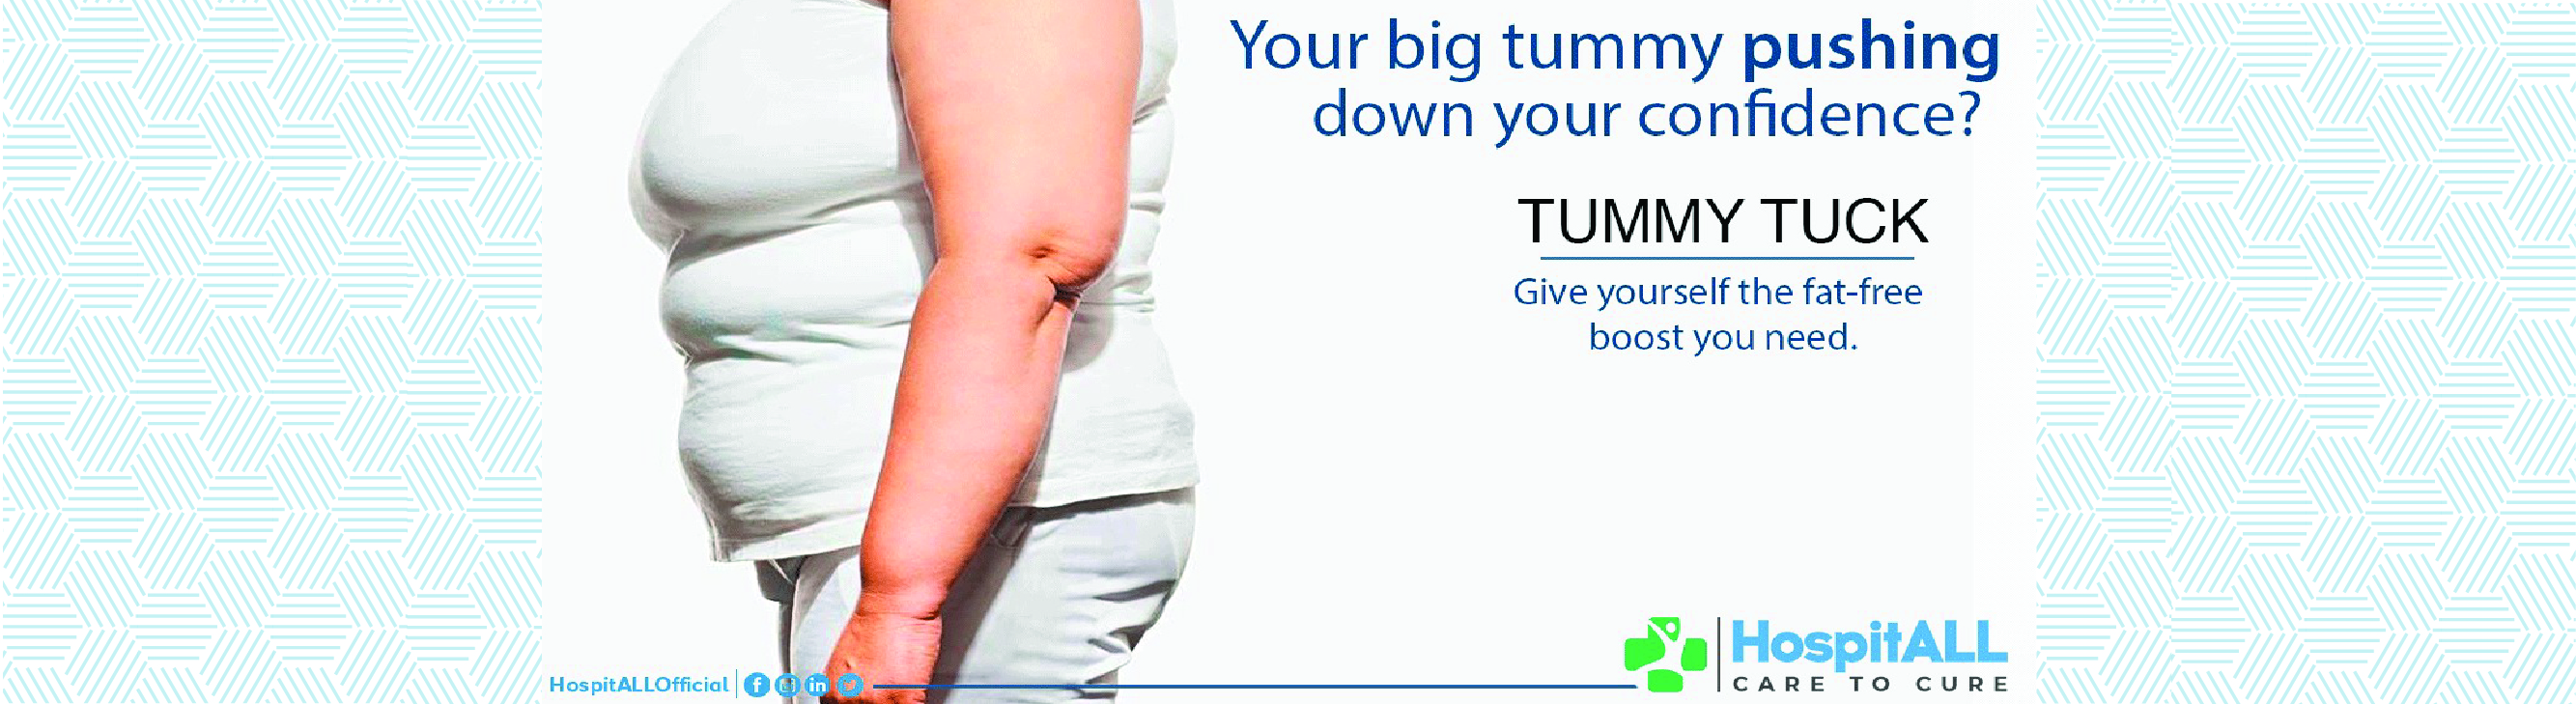 Your big tummy pushing
down your confidence?
TUMMY TUCK
Give yourself the fat-free
boost you need.
HospitALLOfficial
HospitALL
CARE TO CURE